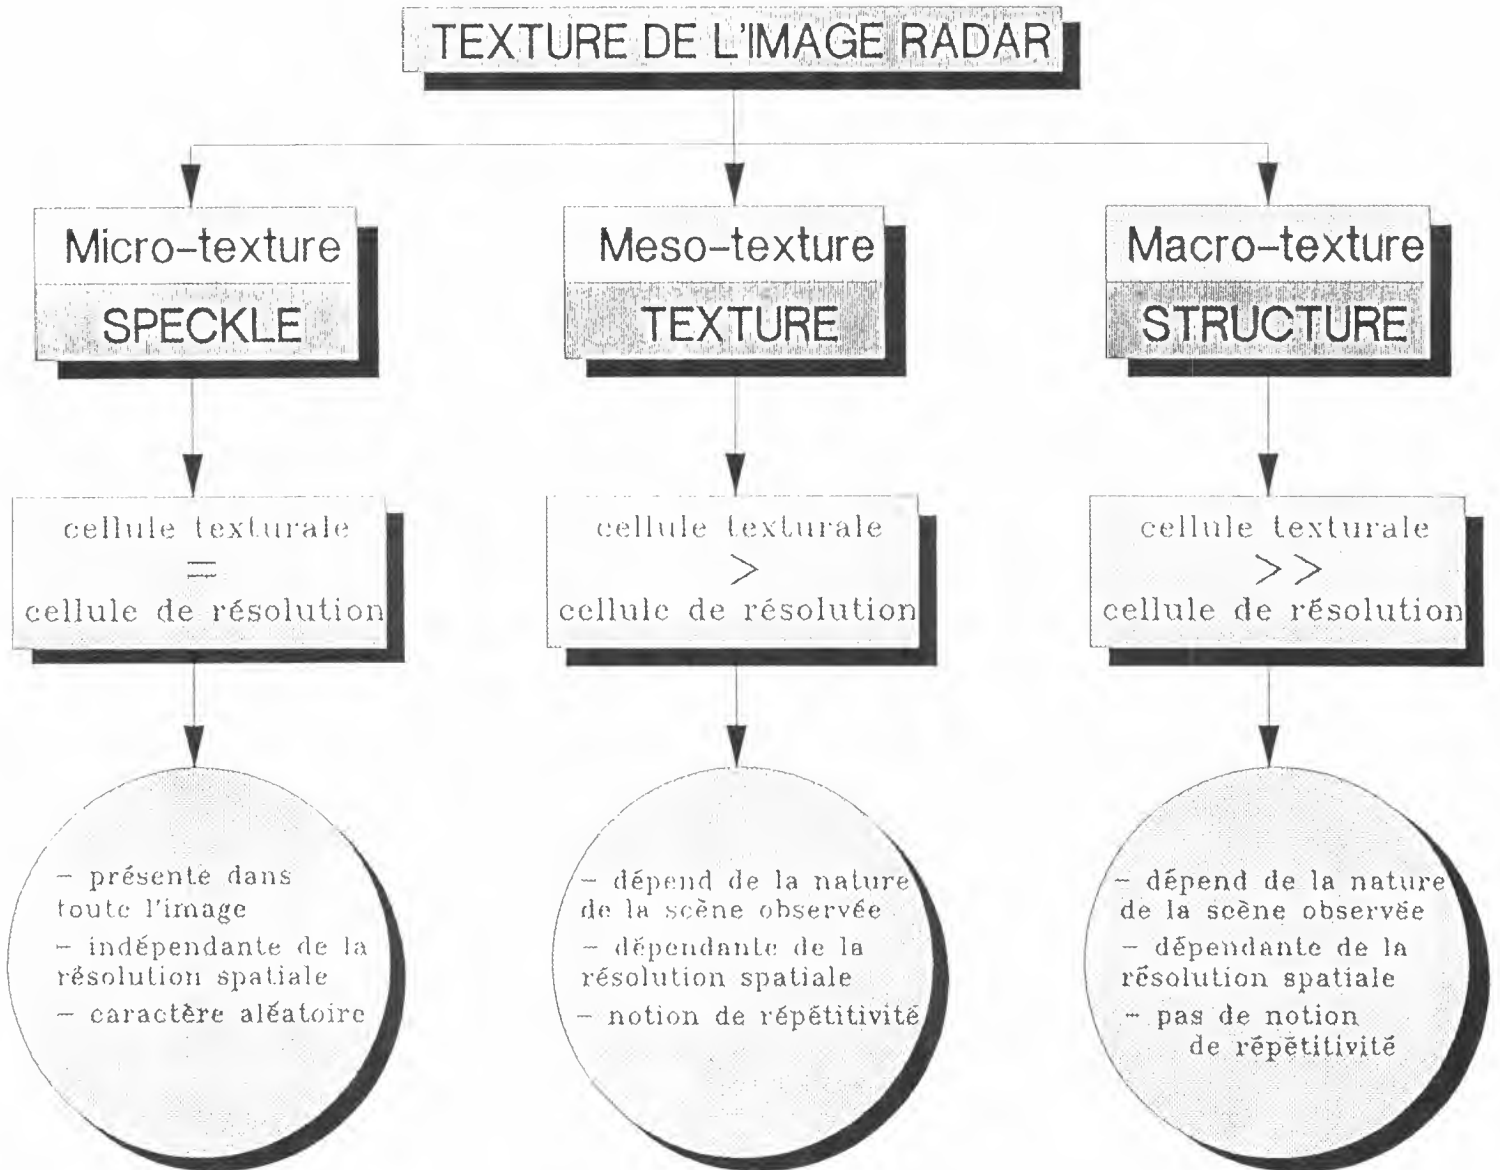 TEXTURE DE L'IMAGE RADAR
Micro-texture
SPECKLE
cellule texturale
=
cellule de résolution
- présente dans
toute l'image
- indépendante de la
résolution spatiale
- caractère aléatoire
Meso-texture
TEXTURE
cellule texturale
>
cellule de résolution
- dépend de la nature
de la scène observée
- dépendante de la
résolution spatiale
- notion de répétitivité
Macro-texture
STRUCTURE
cellule texturale
>>
cellule de résolution
- dépend de la nature
de la scène observée
- dépendante de la
résolution spatiale
- pas de notion
de répétitivité